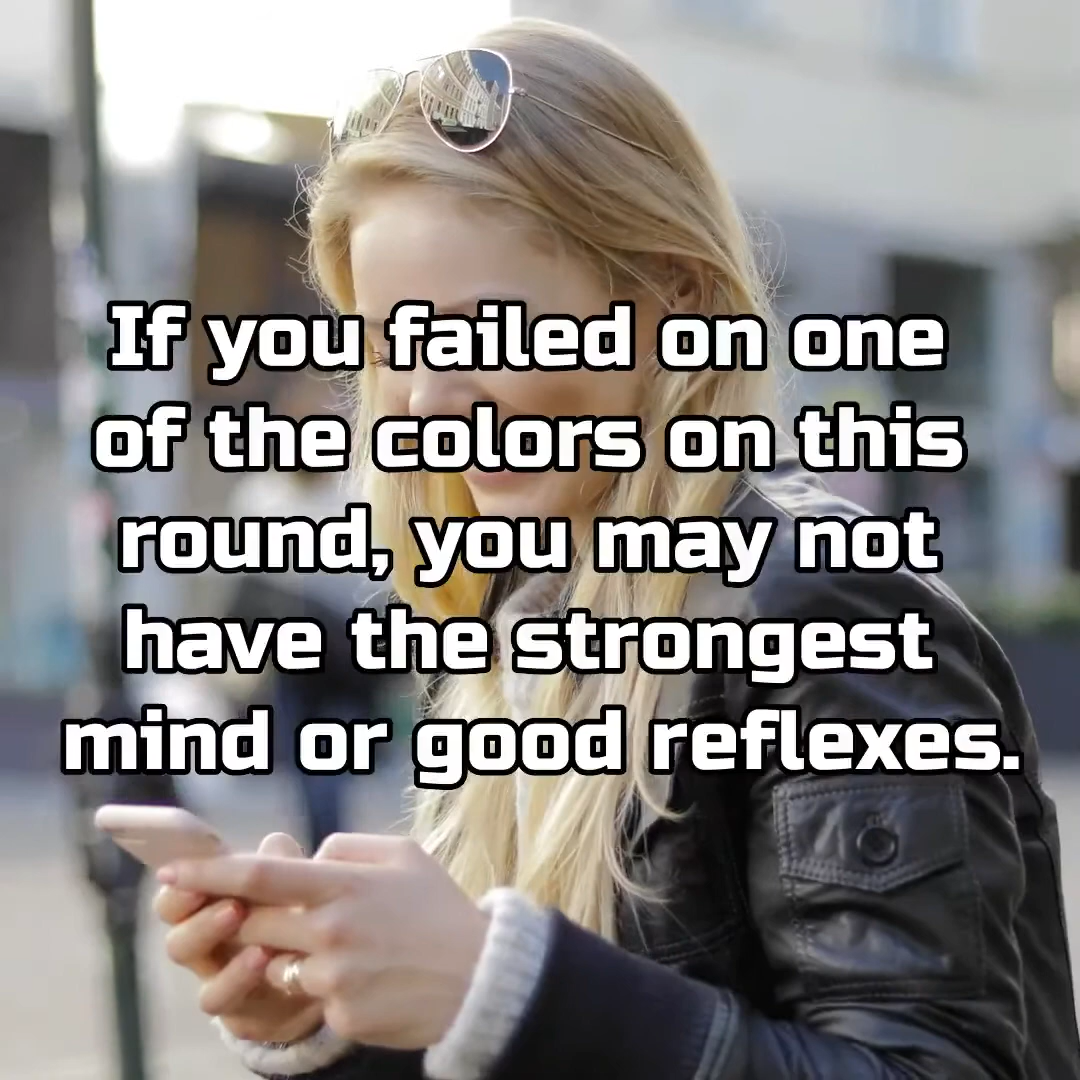 If you failed on one
of the colors on this
round, you may not
have the strongest
mind or good reflexes.